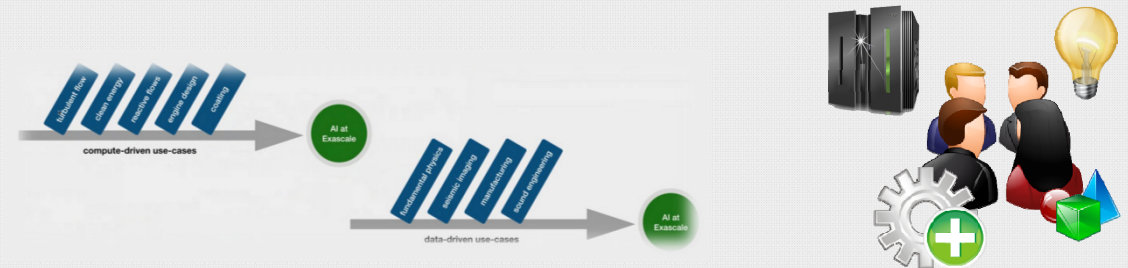 turbulent flow
clean energy
reactive flows
engine design
coating
AI at
Exascale
compute-driven use-cases
fundamental physics
seismic imaging
manufacturing
sound engineering
AI at
Exascale
data-driven use-cases